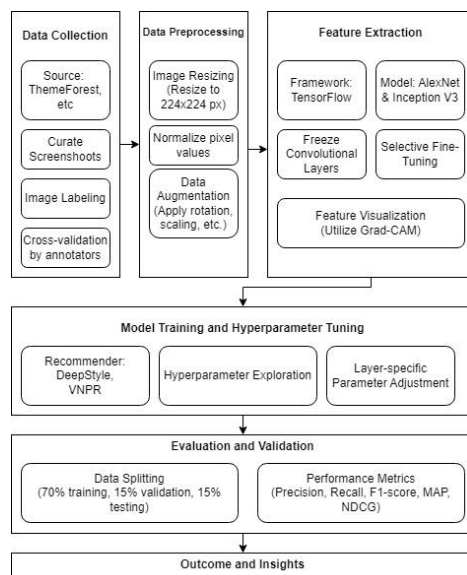 Data Collection
Source:
ThemeForest,
etc
Curate
Screenshoots
Image Labeling
Cross-validation
by annotators
Data Preprocessing
Image Resizing
(Resize to
224x224 px)
Normalize pixel
values
Data
Augmentation
(Apply rotation,
scaling, etc.)
Feature Extraction
Framework:
TensorFlow
Model: AlexNet
& Inception V3
Freeze
Convolutional
Layers
Selective Fine-
Tuning
Feature Visualization
(Utilize Grad-CAM)
Model Training and Hyperparameter Tuning
Recommender:
DeepStyle,
VNPR
Hyperparameter Exploration
Layer-specific
Parameter Adjustment
Evaluation and Validation
Data Splitting
(70% training, 15% validation, 15%
testing)
Performance Metrics
(Precision, Recall, F1-score, MAP,
NDCG)
Outcome and Insights